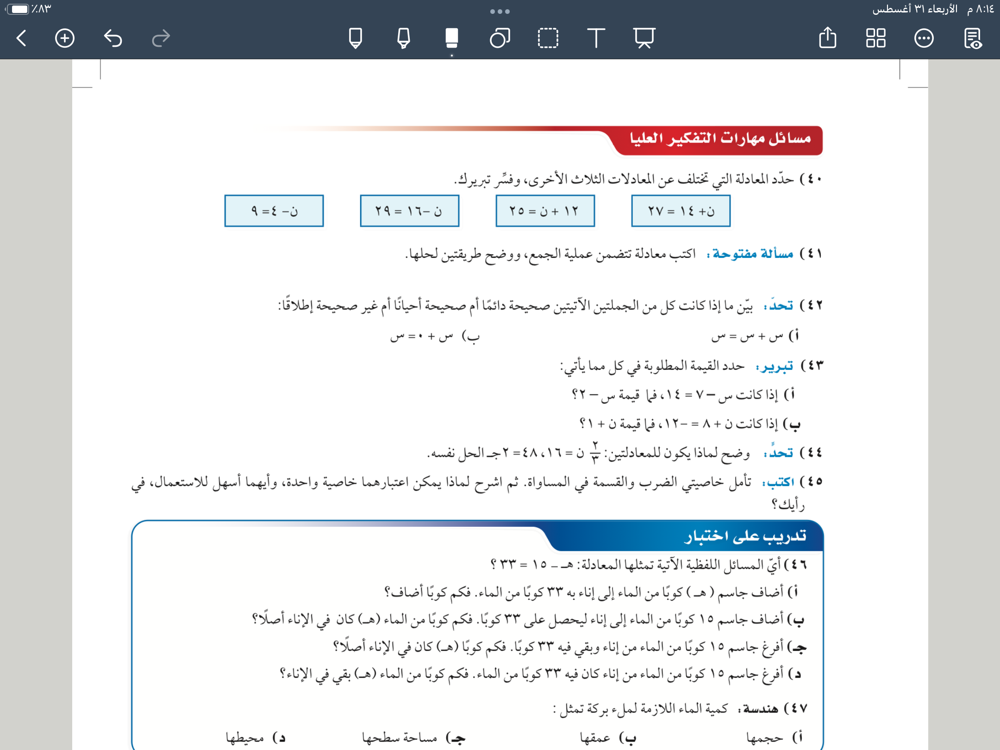 ٨:١٤ م الأربعاء ٣١ أغسطس
٪٨٣
مسائل مهارات التفكير العليا
٤٠) حدّد المعادلة التي تختلف عن المعادلات الثلاث الأخرى، وفسِّر تبريرك.
ن+ ١٤ = ٢٧
١٢ + ن = ٢٥
ن –١٦ = ٢٩
ن– ٤= ٩
٤١) مسألة مفتوحة: اكتب معادلة تتضمن عملية الجمع، ووضح طريقتين لحلها.
٤٢) تحدّ: بيّن ما إذا كانت كل من الجملتين الآتيتين صحيحة دائمًا أم صحيحة أحيانًا أم غير صحيحة إطلاقًا:
أ) س + س = س ب) س + ٠= س
٤٣) تبرير: حدد القيمة المطلوبة في كل مما يأتي:
أ) إذا كانت س – ٧ = ١٤، فما قيمة س – ٢؟
ب) إذا كانت ن + ٨ = –١٢، فما قيمة ن + ١؟
٤٤) تحدٍّ: وضح لماذا يكون للمعادلتين: ٢/٣ ن = ١٦، ٤٨= ٢جـ الحل نفسه.
٤٥) اكتب: تأمل خاصيتي الضرب والقسمة في المساواة. ثم اشرح لماذا يمكن اعتبارهما خاصية واحدة، وأيهما أسهل للاستعمال، في
رأيك؟
تدريب على اختبار
٤٦) أيّ المسائل اللفظية الآتية تمثلها المعادلة: هـ – ١٥ = ٣٣ ؟
أ) أضاف جاسم ( هـ ) كوبًا من الماء إلى إناء به ٣٣ كوبًا من الماء. فكم كوبًا أضاف؟
ب) أضاف جاسم ١٥ كوبًا من الماء إلى إناء ليحصل على ٣٣ كوبًا. فكم كوبًا من الماء (هـ) كان في الإناء أصلًا؟
جـ) أفرغ جاسم ١٥ كوبًا من الماء من إناء وبقي فيه ٣٣ كوبًا. فكم كوبًا (هـ) كان في الإناء أصلًا؟
د) أفرغ جاسم ١٥ كوبًا من الماء من إناء كان فيه ٣٣ كوبًا من الماء. فكم كوبًا من الماء (هـ) بقي في الإناء؟
٤٧) هندسة: كمية الماء اللازمة لملء بركة تمثل :
أ) حجمها ب) عمقها جـ) مساحة سطحها د) محيطها